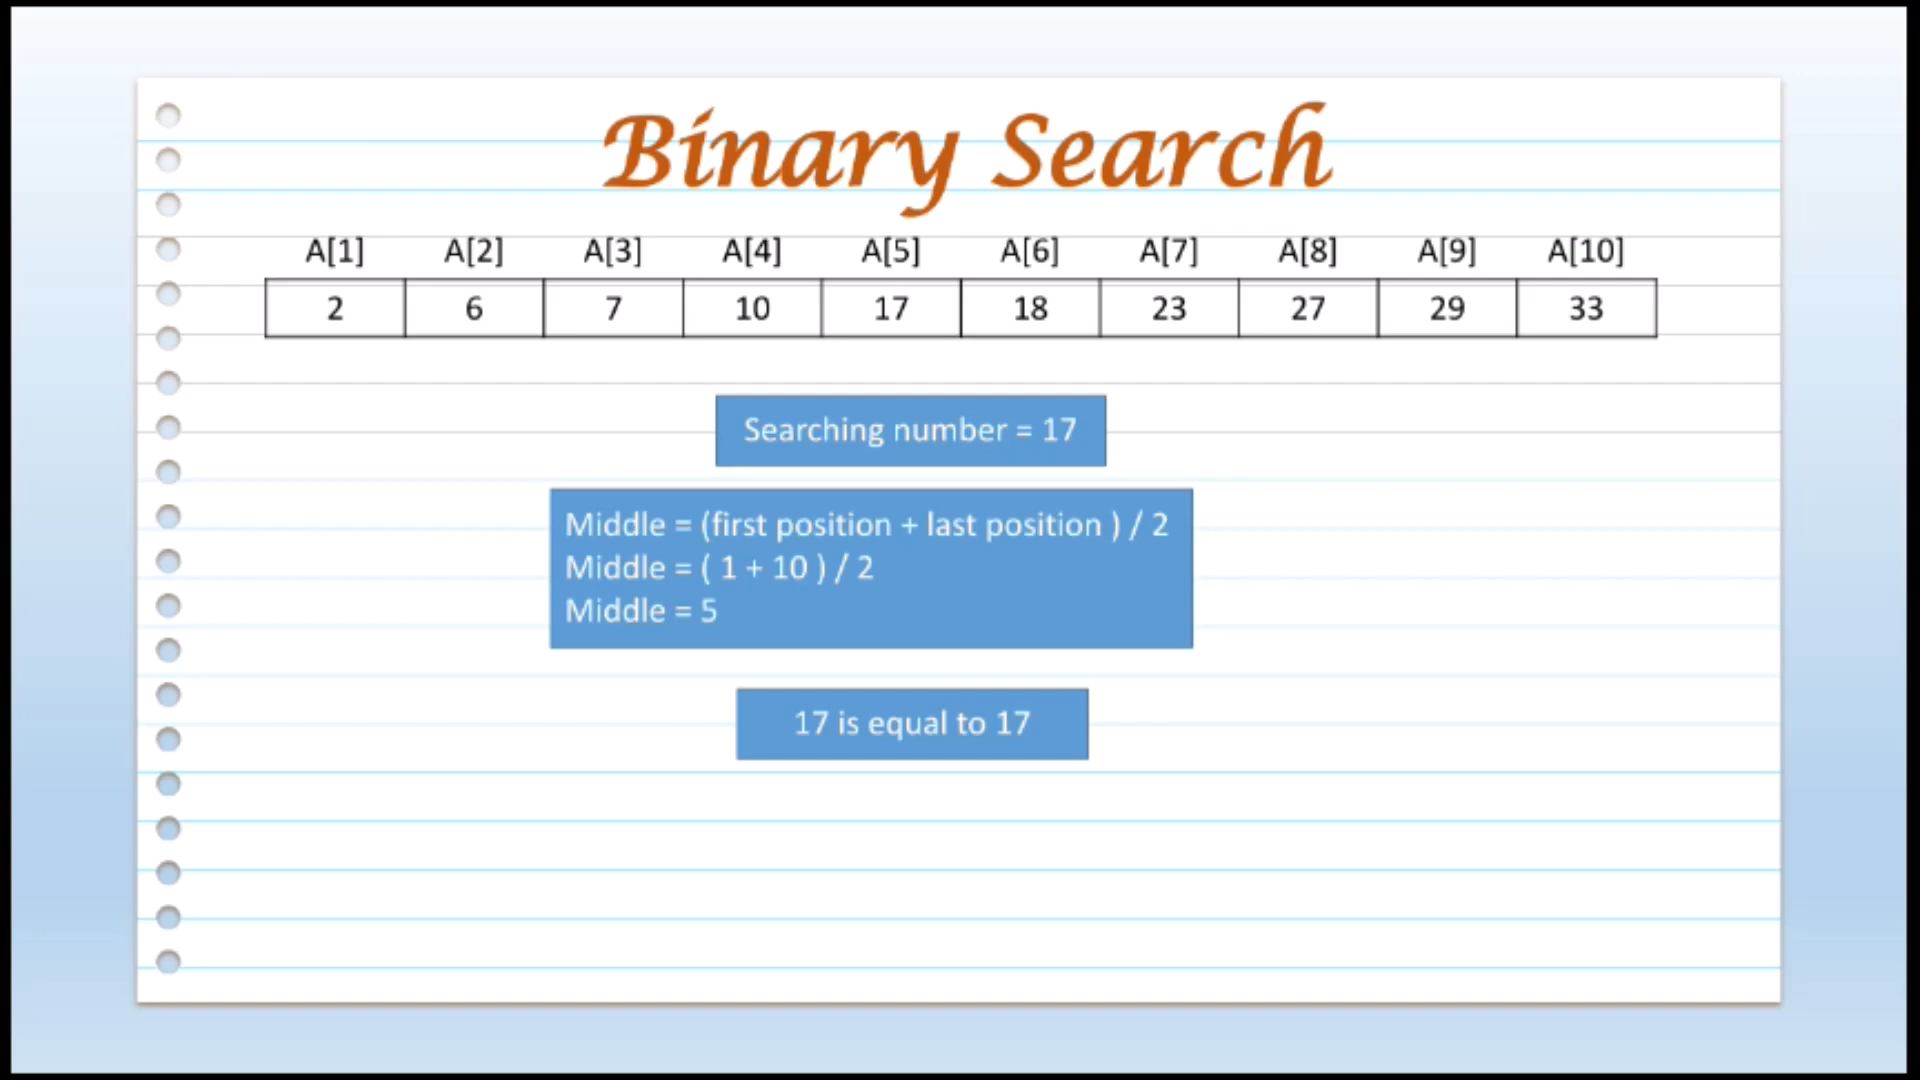 Binary Search
A[1] A[2] A[3] A[4] A[5] A[6] A[7] A[8] A[9] A[10]
2 6 7 10 17 18 23 27 29 33
Searching number = 17
Middle = (first position + last position ) / 2
Middle = ( 1 + 10 ) / 2
Middle = 5
17 is equal to 17